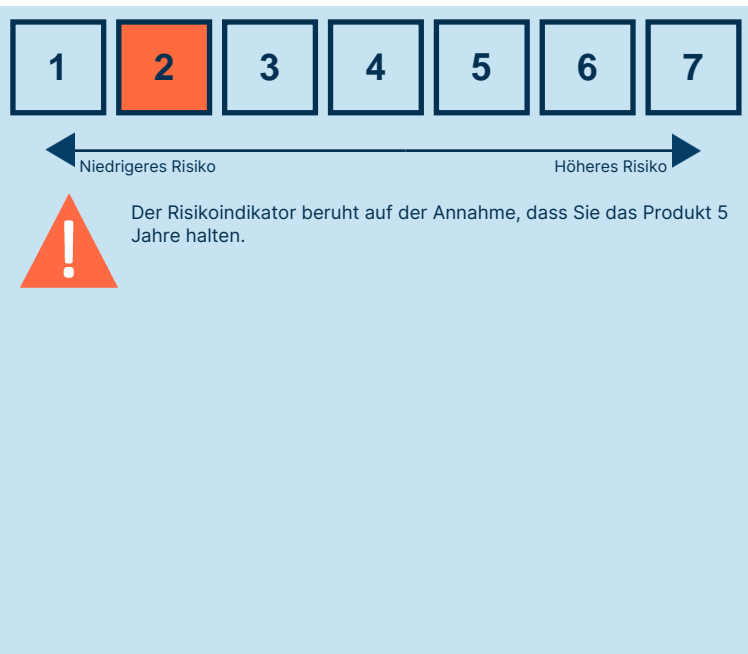 1 2 3 4 5 6 7
Niedrigeres Risiko Höheres Risiko
!
Der Risikoindikator beruht auf der Annahme, dass Sie das Produkt 5
Jahre halten.